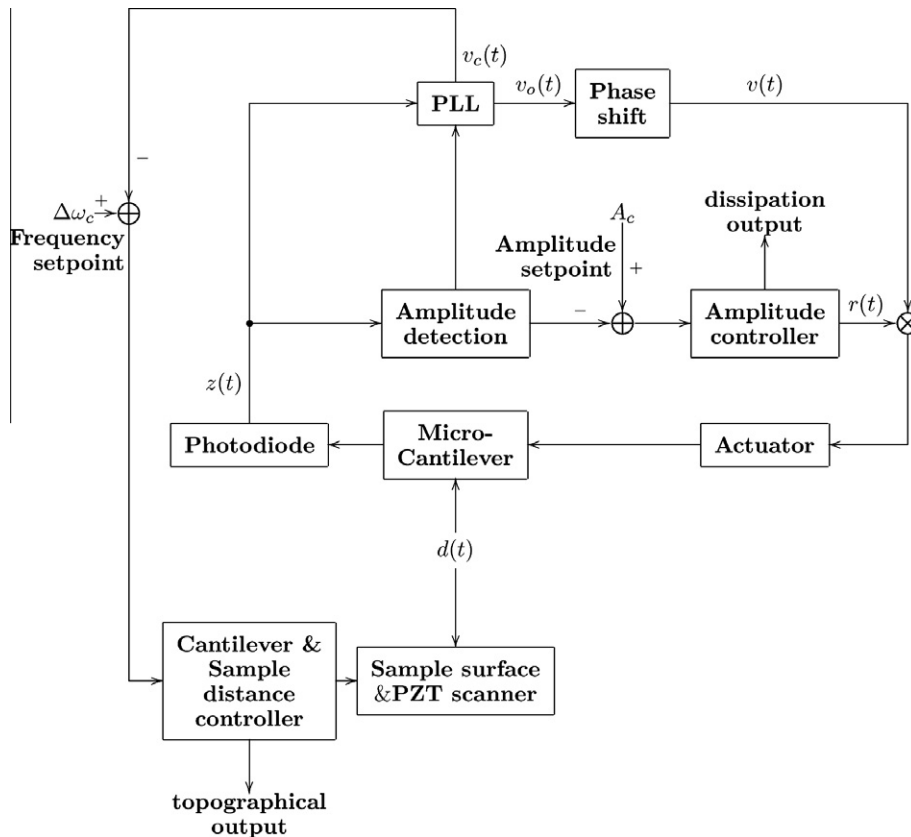 v_c(t)
PLL
v_o(t)
Phase
shift
v(t)
−
Δω_c
+
Frequency
setpoint
A_c
Amplitude
setpoint
+
dissipation
output
Amplitude
detection
−
Amplitude
controller
r(t)
z(t)
Photodiode
Micro-
Cantilever
Actuator
d(t)
Cantilever &
Sample
distance
controller
Sample surface
&PZT scanner
topographical
output